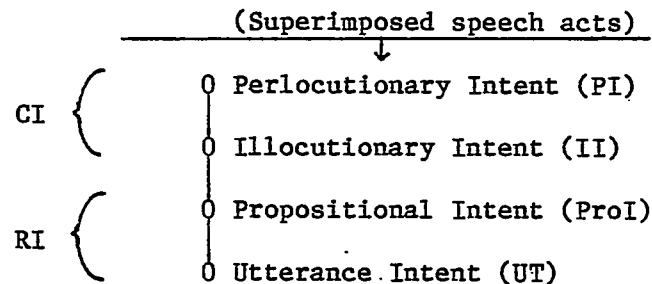 (Superimposed speech acts)
CI
O Perlocutionary Intent (PI)
O Illocutionary Intent (II)
RI
O Propositional Intent (ProI)
O Utterance Intent (UT)